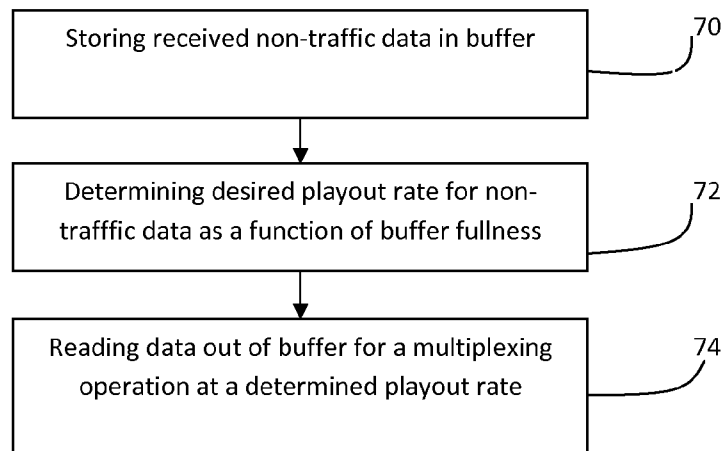 Storing received non-traffic data in buffer
70
Determining desired playout rate for non-
trafffic data as a function of buffer fullness
72
Reading data out of buffer for a multiplexing
operation at a determined playout rate
74